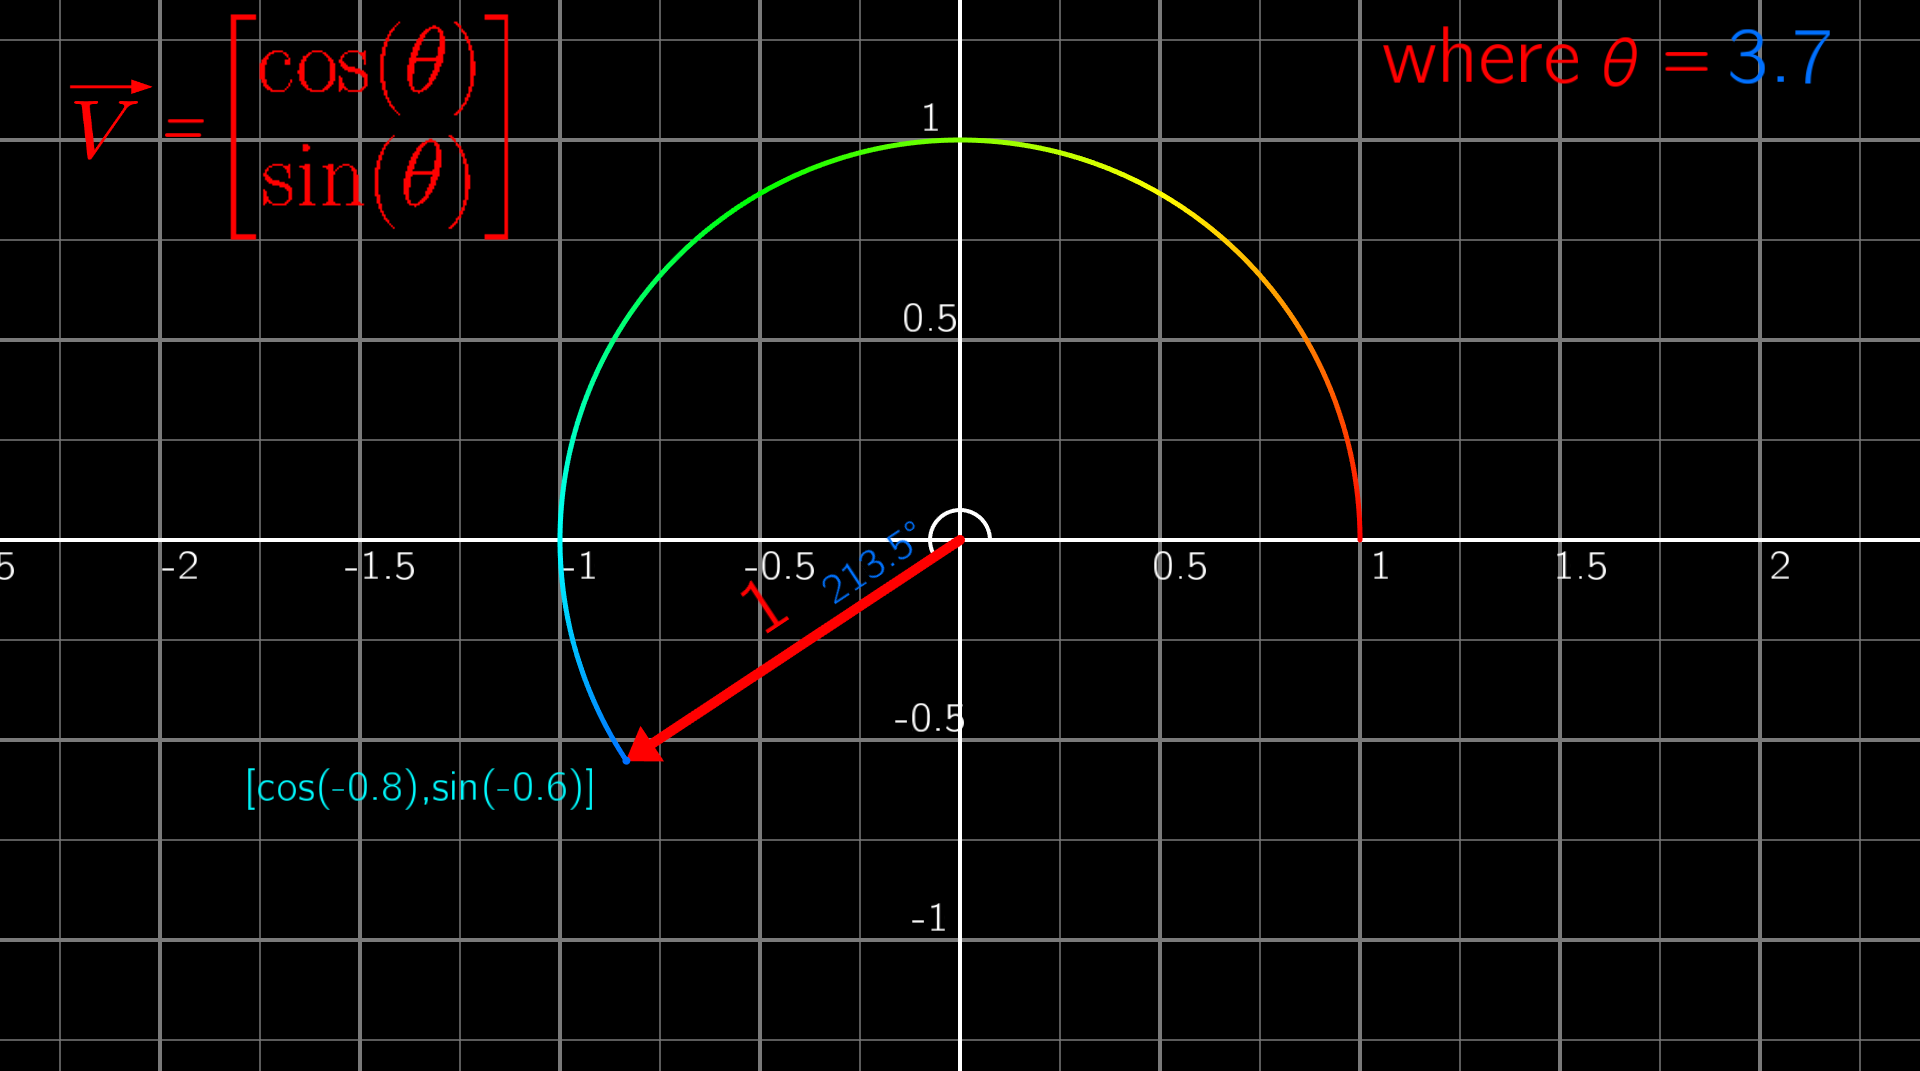 V = [cos(θ)
sin(θ)]
where θ = 3.7
1
0.5
5 -2 -1.5 -1 -0.5 0.5 1 1.5 2
213.5°
1
-0.5
[cos(-0.8),sin(-0.6)]
-1